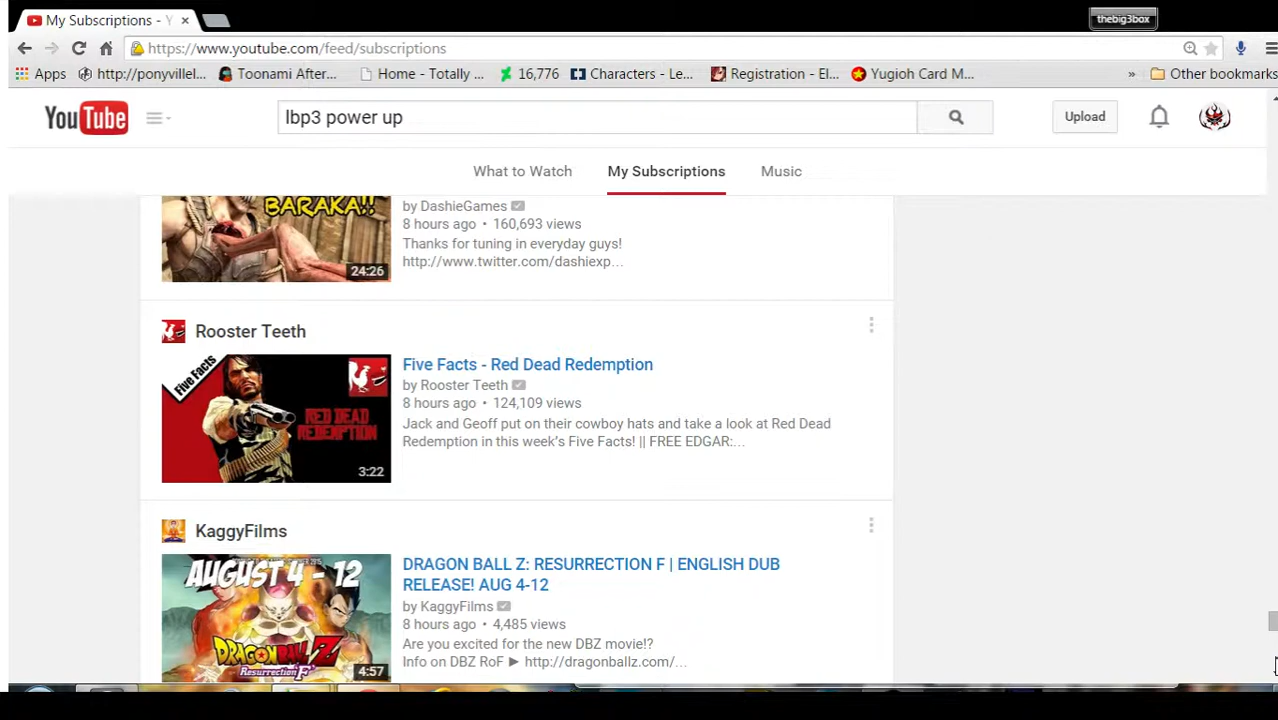 My Subscriptions - Y
thebig3box
https://www.youtube.com/feed/subscriptions
Apps
http://ponyvillel...
Toonami After...
Home - Totally ...
16,776
Characters - Le...
Registration - El...
Yugioh Card M...
»
Other bookmarks
YouTube
lbp3 power up
Upload
What to Watch
My Subscriptions
Music
BARAKA!!
24:26
by DashieGames
8 hours ago • 160,693 views
Thanks for tuning in everyday guys!
http://www.twitter.com/dashiexp...
Rooster Teeth
Five Facts
RED DEAD
REDEMPTION
3:22
Five Facts - Red Dead Redemption
by Rooster Teeth
8 hours ago • 124,109 views
Jack and Geoff put on their cowboy hats and take a look at Red Dead
Redemption in this week's Five Facts! || FREE EDGAR:...
KaggyFilms
AUGUST 4 - 12
DRAGON BALL Z
Resurrection 'F'
4:57
DRAGON BALL Z: RESURRECTION F | ENGLISH DUB
RELEASE! AUG 4-12
by KaggyFilms
8 hours ago • 4,485 views
Are you excited for the new DBZ movie!?
Info on DBZ RoF ► http://dragonballz.com/...